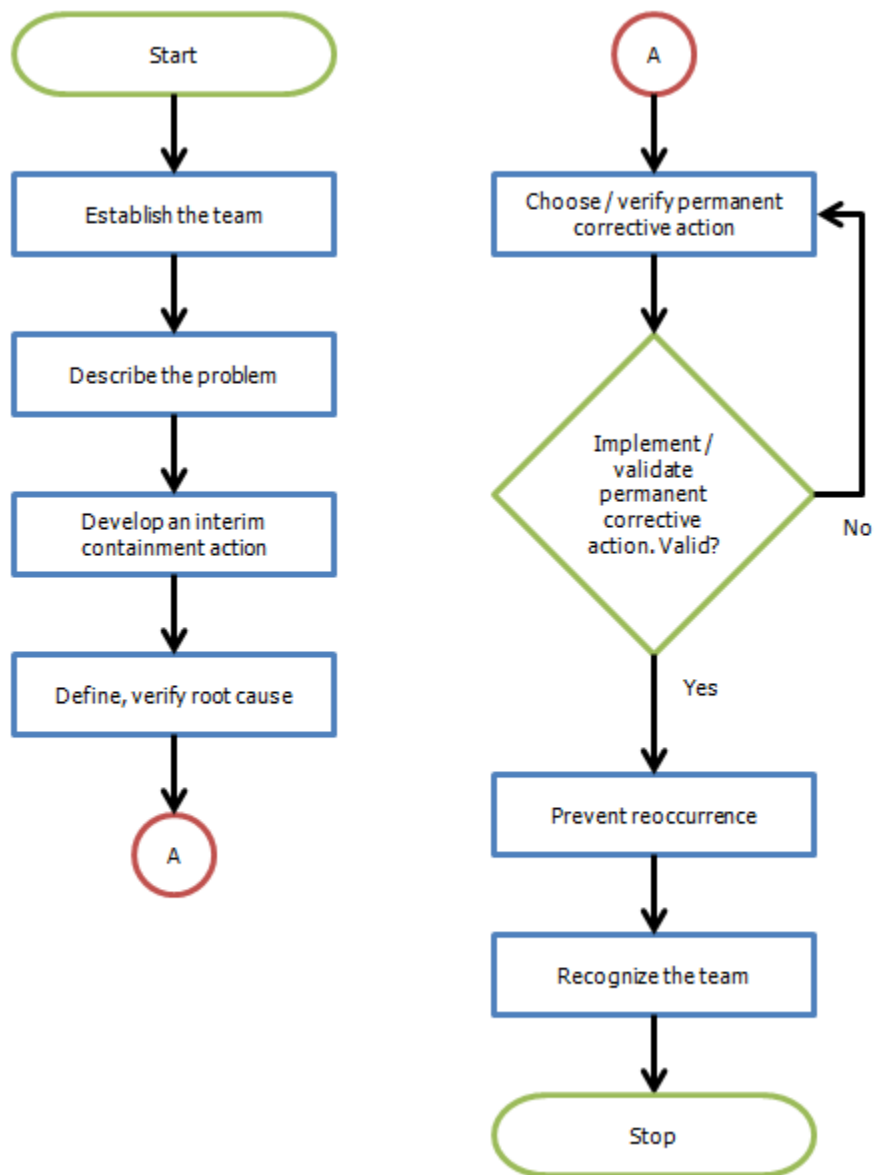 Start
Establish the team
Describe the problem
Develop an interim
containment action
Define, verify root cause
A
A
Choose / verify permanent
corrective action
Implement /
validate
permanent
corrective
action. Valid?
No
Yes
Prevent reoccurrence
Recognize the team
Stop